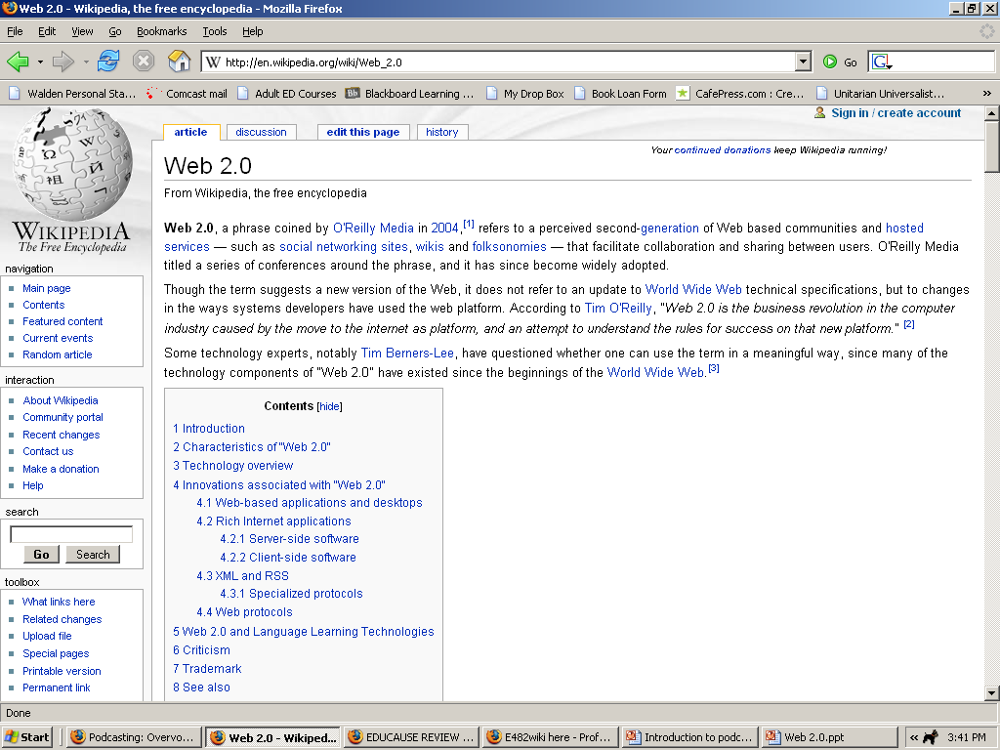 Web 2.0 - Wikipedia, the free encyclopedia - Mozilla Firefox
File Edit View Go Bookmarks Tools Help
W http://en.wikipedia.org/wiki/Web_2.0 Go G
Walden Personal Sta... Comcast mail Adult ED Courses Bb Blackboard Learning ... My Drop Box Book Loan Form CafePress.com : Cre... Unitarian Universalist... »
Sign in / create account
article discussion edit this page history
Your continued donations keep Wikipedia running!
Web 2.0
From Wikipedia, the free encyclopedia
Web 2.0, a phrase coined by O'Reilly Media in 2004,[1] refers to a perceived second-generation of Web based communities and hosted
services — such as social networking sites, wikis and folksonomies — that facilitate collaboration and sharing between users. O'Reilly Media
titled a series of conferences around the phrase, and it has since become widely adopted.
Though the term suggests a new version of the Web, it does not refer to an update to World Wide Web technical specifications, but to changes
in the ways systems developers have used the web platform. According to Tim O'Reilly, "Web 2.0 is the business revolution in the computer
industry caused by the move to the internet as platform, and an attempt to understand the rules for success on that new platform." [2]
Some technology experts, notably Tim Berners-Lee, have questioned whether one can use the term in a meaningful way, since many of the
technology components of "Web 2.0" have existed since the beginnings of the World Wide Web.[3]
Contents [hide]
1 Introduction
2 Characteristics of "Web 2.0"
3 Technology overview
4 Innovations associated with "Web 2.0"
4.1 Web-based applications and desktops
4.2 Rich Internet applications
4.2.1 Server-side software
4.2.2 Client-side software
4.3 XML and RSS
4.3.1 Specialized protocols
4.4 Web protocols
5 Web 2.0 and Language Learning Technologies
6 Criticism
7 Trademark
8 See also
Ω W И 祖
WIKIPEDIA
The Free Encyclopedia
navigation
Main page
Contents
Featured content
Current events
Random article
interaction
About Wikipedia
Community portal
Recent changes
Contact us
Make a donation
Help
search
Go Search
toolbox
What links here
Related changes
Upload file
Special pages
Printable version
Permanent link
Done
Start Podcasting: Overvo... Web 2.0 - Wikiped... EDUCAUSE REVIEW ... E482wiki here - Prof... Introduction to podc... Web 2.0.ppt « 3:41 PM